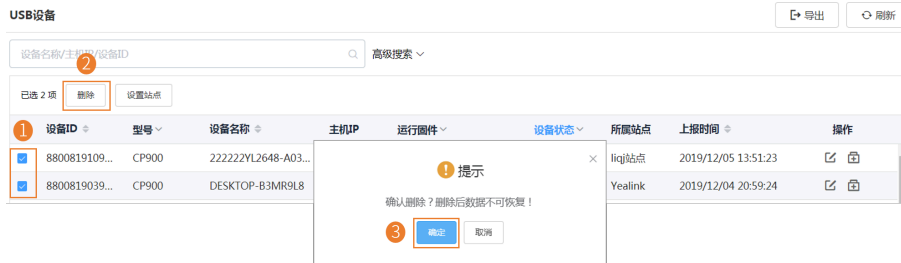 USB设备
导出
刷新
设备名称/主机IP/设备ID
高级搜索
2
已选 2 项
删除
设置站点
1
设备ID
型号
设备名称
主机IP
运行固件
设备状态
所属站点
上报时间
操作
8800819109...
CP900
222222YL2648-A03...
liqj站点
2019/12/05 13:51:23
8800819039...
CP900
DESKTOP-B3MR9L8
Yealink
2019/12/04 20:59:24
提示
确认删除？删除后数据不可恢复！
3
确定
取消